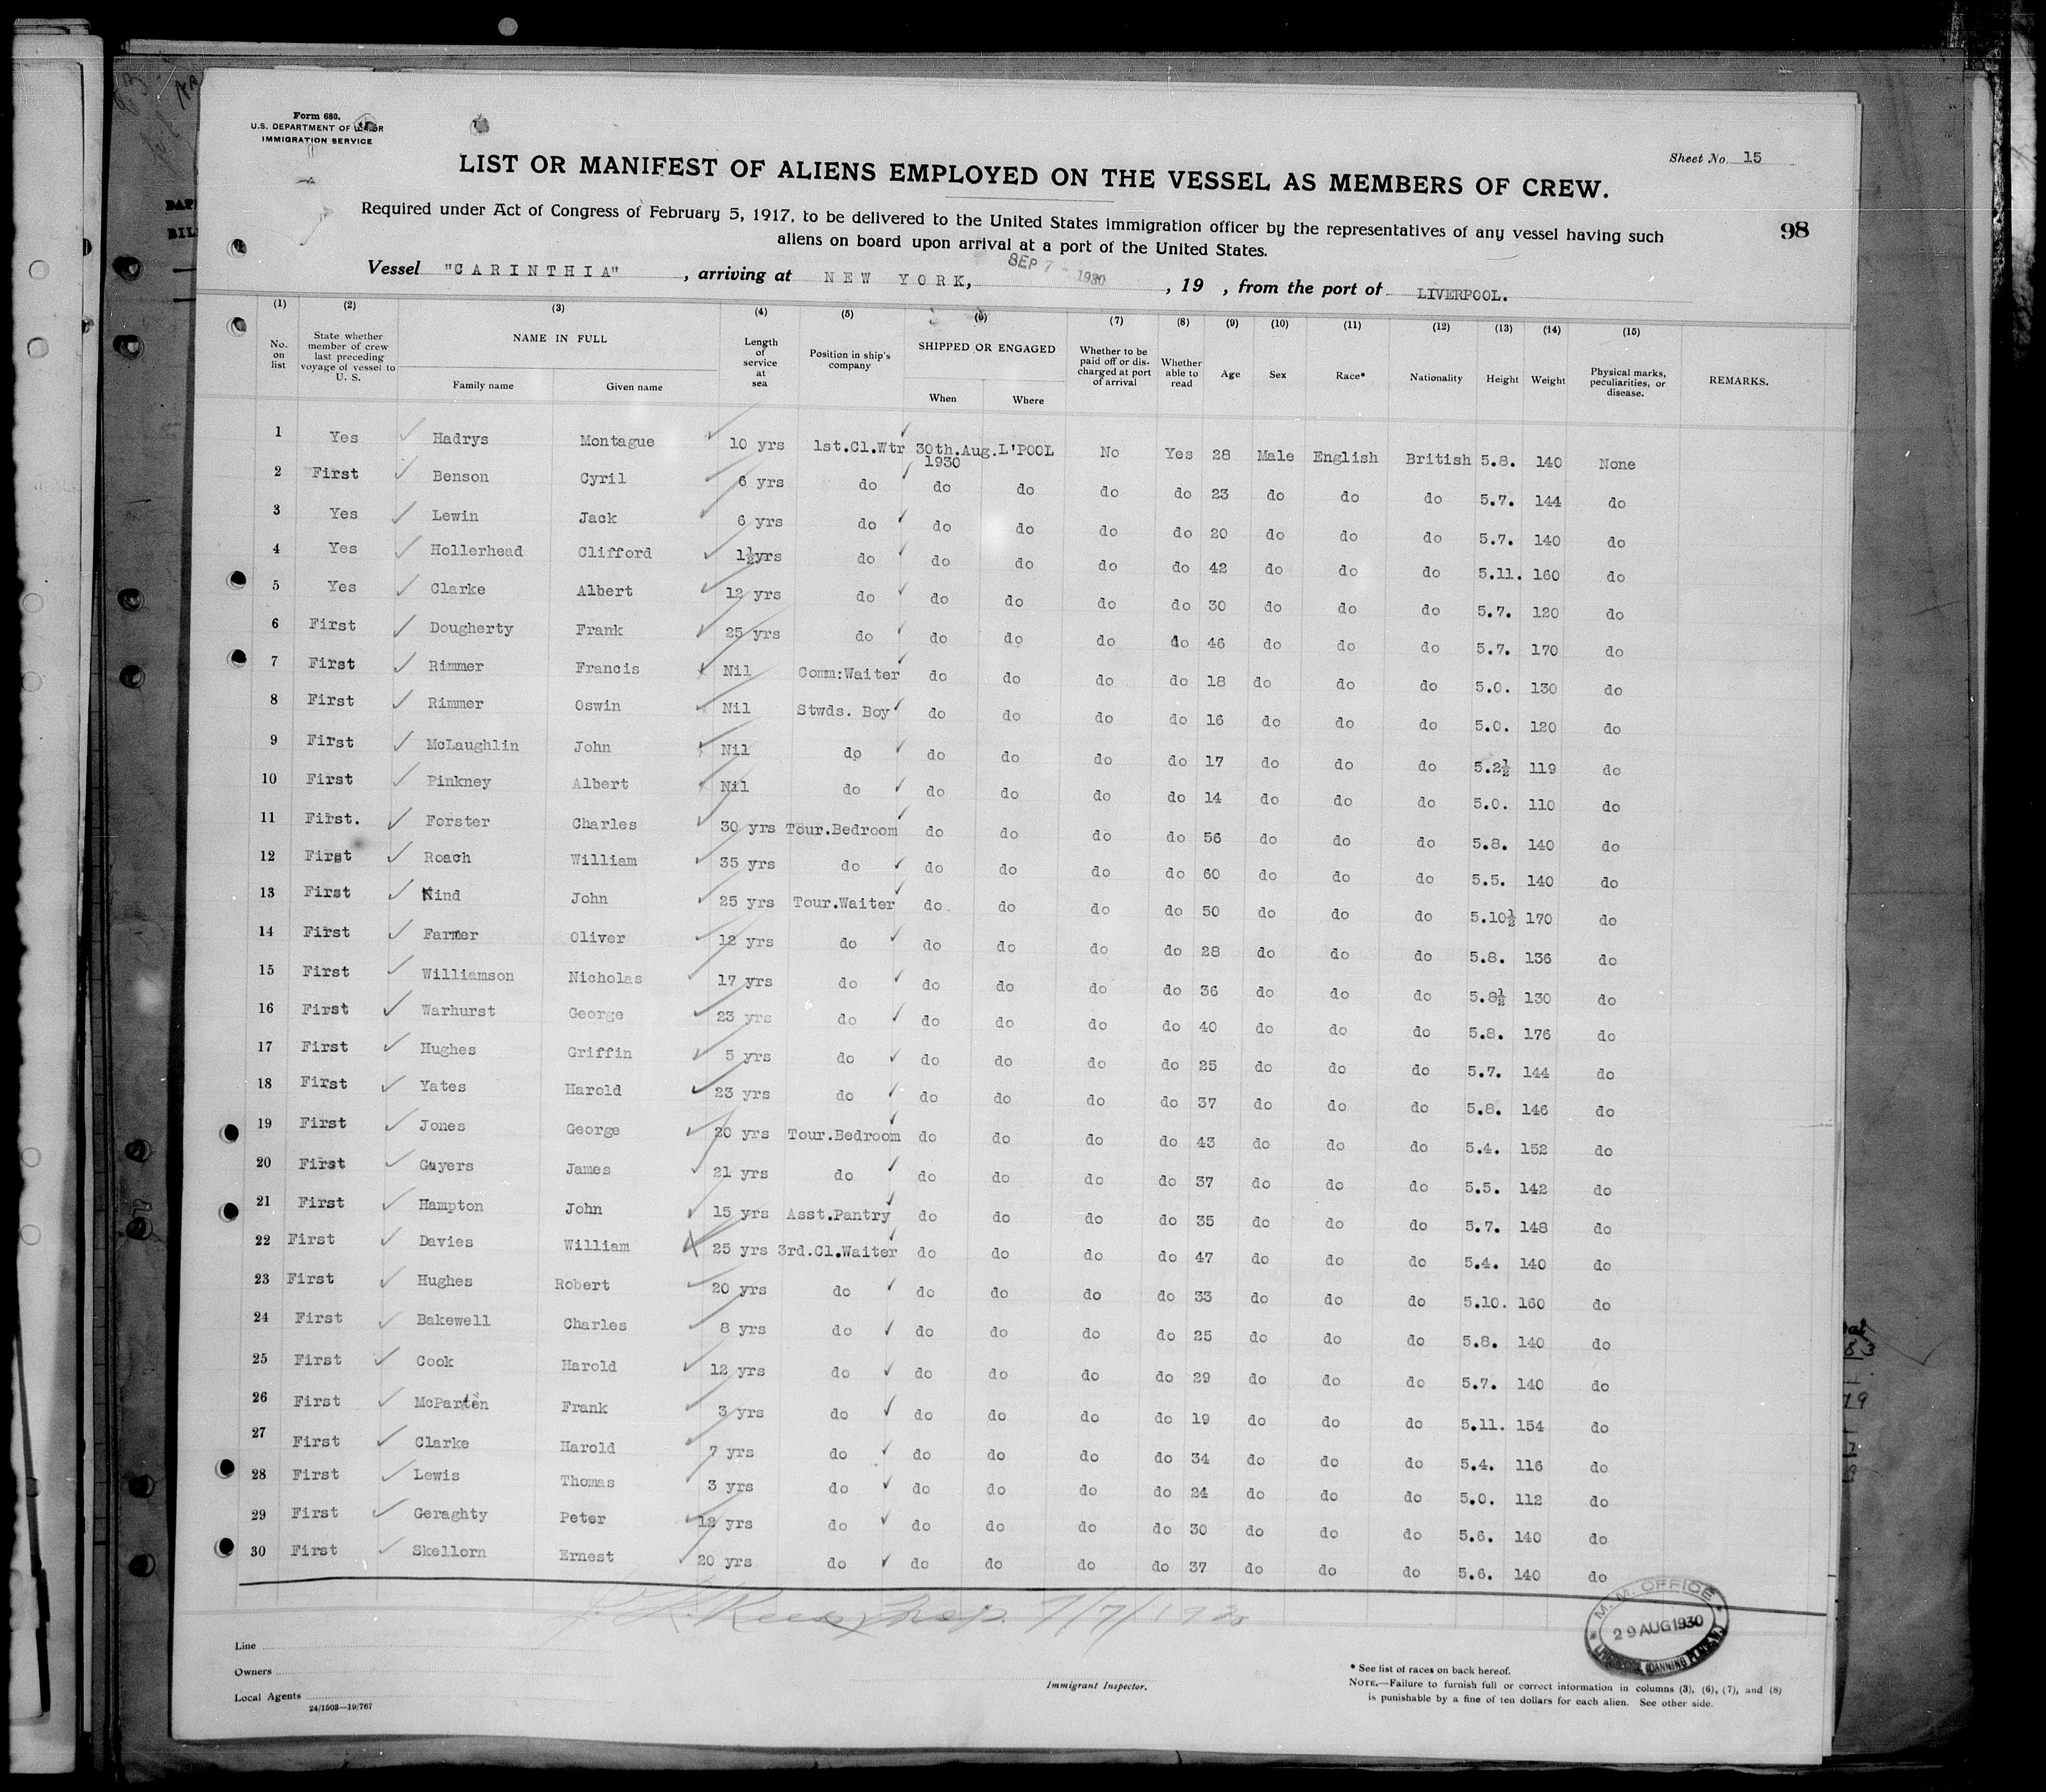 Form 680.
U.S. DEPARTMENT OF LABOR
IMMIGRATION SERVICE
Sheet No. 15
LIST OR MANIFEST OF ALIENS EMPLOYED ON THE VESSEL AS MEMBERS OF CREW.
Required under Act of Congress of February 5, 1917, to be delivered to the United States immigration officer by the representatives of any vessel having such
aliens on board upon arrival at a port of the United States.
98
Vessel "CARINTHIA" , arriving at NEW YORK, SEP 7 - 1930 , 19 , from the port of LIVERPOOL.
(1) (2) (3) (4) (5) (6) (7) (8) (9) (10) (11) (12) (13) (14) (15)
No. on list State whether member of crew last preceding voyage of vessel to U. S. NAME IN FULL Family name Given name Length of service at sea Position in ship's company SHIPPED OR ENGAGED When Where Whether to be paid off or discharged at port of arrival Whether able to read Age Sex Race* Nationality Height Weight Physical marks, peculiarities, or disease. REMARKS.
1 Yes Hadrys Montague 10 yrs 1st.Cl.Wtr 30th.Aug. 1930 L'POOL No Yes 28 Male English British 5.8. 140 None
2 First Benson Cyril 6 yrs do do do do do 23 do do do 5.7. 144 do
3 Yes Lewin Jack 6 yrs do do do do do 20 do do do 5.7. 140 do
4 Yes Hollerhead Clifford 1½yrs do do do do do 42 do do do 5.11. 160 do
5 Yes Clarke Albert 12 yrs do do do do do 30 do do do 5.7. 120 do
6 First Dougherty Frank 25 yrs do do do do do 46 do do do 5.7. 170 do
7 First Rimmer Francis Nil Comm:Waiter do do do do 18 do do do 5.0. 130 do
8 First Rimmer Oswin Nil Stwds. Boy do do do do 16 do do do 5.0. 120 do
9 First McLaughlin John Nil do do do do do 17 do do do 5.2½ 119 do
10 First Pinkney Albert Nil do do do do do 14 do do do 5.0. 110 do
11 First. Forster Charles 30 yrs Tour.Bedroom do do do do 56 do do do 5.8. 140 do
12 First Roach William 35 yrs do do do do do 60 do do do 5.5. 140 do
13 First Nind John 25 yrs Tour.Waiter do do do do 50 do do do 5.10½ 170 do
14 First Farmer Oliver 12 yrs do do do do do 28 do do do 5.8. 136 do
15 First Williamson Nicholas 17 yrs do do do do do 36 do do do 5.8½ 130 do
16 First Warhurst George 23 yrs do do do do do 40 do do do 5.8. 176 do
17 First Hughes Griffin 5 yrs do do do do do 25 do do do 5.7. 144 do
18 First Yates Harold 23 yrs do do do do do 37 do do do 5.8. 146 do
19 First Jones George 20 yrs Tour.Bedroom do do do do 43 do do do 5.4. 152 do
20 First Gayers James 21 yrs do do do do do 37 do do do 5.5. 142 do
21 First Hampton John 15 yrs Asst.Pantry do do do do 35 do do do 5.7. 148 do
22 First Davies William 25 yrs 3rd.Cl.Waiter do do do do 47 do do do 5.4. 140 do
23 First Hughes Robert 20 yrs do do do do do 33 do do do 5.10. 160 do
24 First Bakewell Charles 8 yrs do do do do do 25 do do do 5.8. 140 do
25 First Cook Harold 12 yrs do do do do do 29 do do do 5.7. 140 do
26 First McParten Frank 3 yrs do do do do do 19 do do do 5.11. 154 do
27 First Clarke Harold 7 yrs do do do do do 34 do do do 5.4. 116 do
28 First Lewis Thomas 3 yrs do do do do do 24 do do do 5.0. 112 do
29 First Geraghty Peter 12 yrs do do do do do 30 do do do 5.6. 140 do
30 First Skellorn Ernest 20 yrs do do do do do 37 do do do 5.6. 140 do
M. M. OFFICE
29 AUG 1930
Line
Owners
Local Agents
24/1503—19/767
Immigrant Inspector.
* See list of races on back hereof.
NOTE.—Failure to furnish full or correct information in columns (3), (6), (7), and (8)
is punishable by a fine of ten dollars for each alien. See other side.